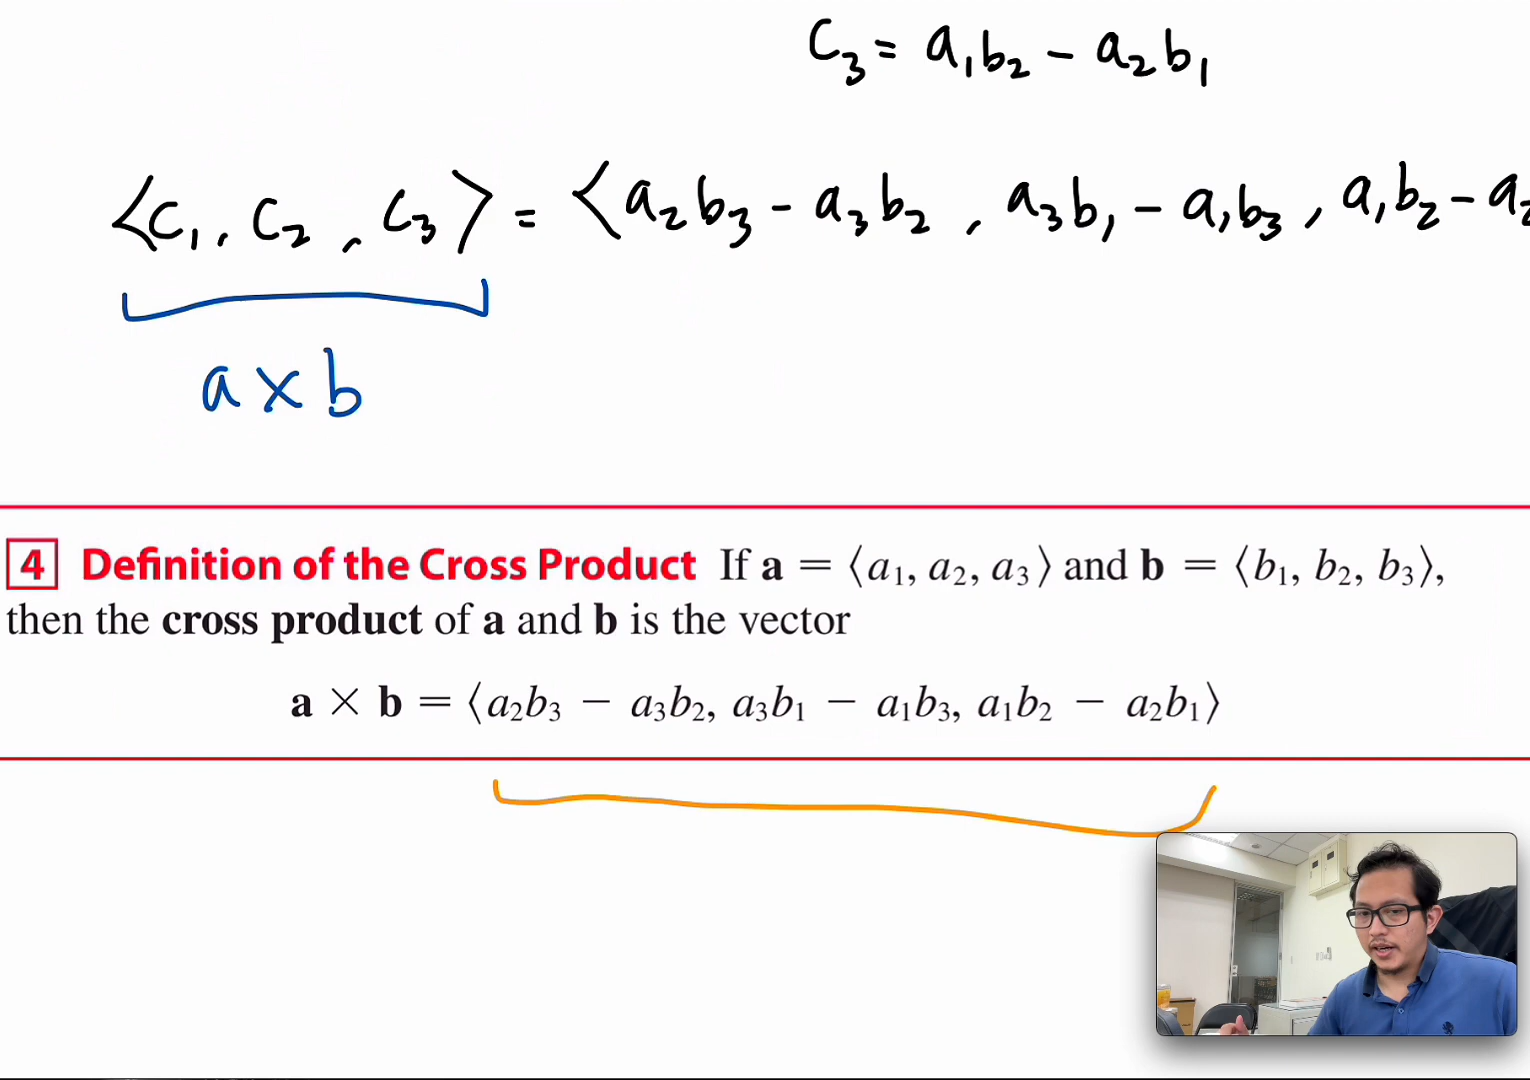 c₃ = a₁b₂ − a₂b₁
⟨c₁, c₂, c₃⟩ = ⟨a₂b₃ − a₃b₂, a₃b₁ − a₁b₃, a₁b₂ − a₂
a × b
4 Definition of the Cross Product If a = ⟨a₁, a₂, a₃⟩ and b = ⟨b₁, b₂, b₃⟩,
then the cross product of a and b is the vector
a × b = ⟨a₂b₃ − a₃b₂, a₃b₁ − a₁b₃, a₁b₂ − a₂b₁⟩